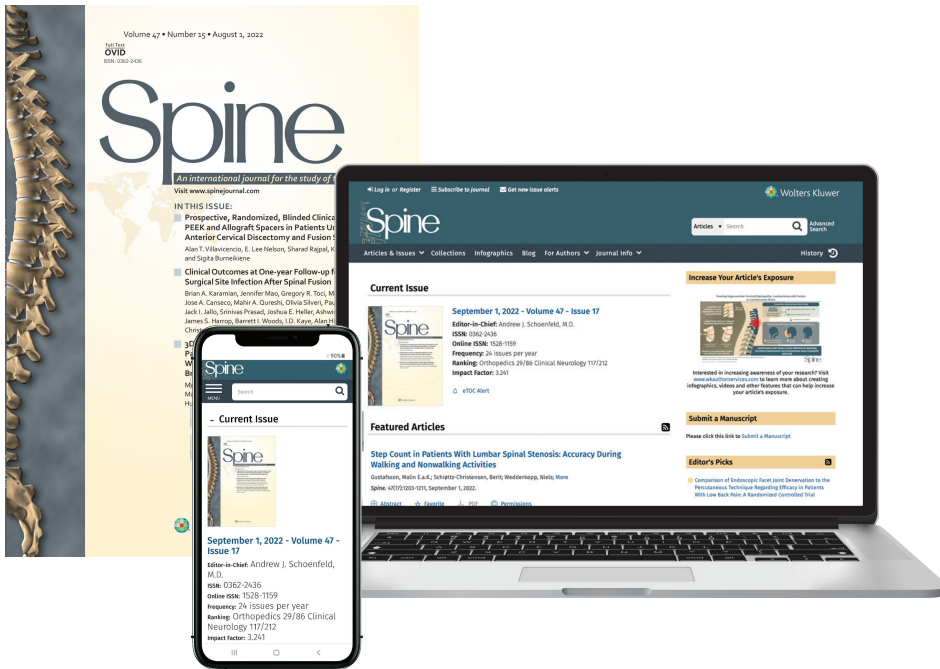 Volume 47 • Number 15 • August 1, 2022
Full Text
OVID
ISSN: 0362-2436
Spine
An international journal for the study of
Visit www.spinejournal.com
IN THIS ISSUE:
Prospective, Randomized, Blinded Clinica
PEEK and Allograft Spacers in Patients Un
Anterior Cervical Discectomy and Fusion
Alan T. Villavicencio, E. Lee Nelson, Sharad Rajpal, K
and Sigita Burneikiene
Clinical Outcomes at One-year Follow-up f
Surgical Site Infection After Spinal Fusion
Brian A. Karamian, Jennifer Mao, Gregory R. Toci, M
Jose A. Canseco, Mahir A. Qureshi, Olivia Silveri, Pau
Jack I. Jallo, Srinivas Prasad, Joshua E. Heller, Ashwi
James S. Harrop, Barrett I. Woods, I.D. Kaye, Alan H
Christ
3D
Log in or Register
Subscribe to journal
Get new issue alerts
Wolters Kluwer
Spine
Articles
Search
Advanced
Search
Articles & Issues
Collections
Infographics
Blog
For Authors
Journal Info
History
Current Issue
Spine
September 1, 2022 - Volume 47 - Issue 17
Editor-in-Chief: Andrew J. Schoenfeld, M.D.
ISSN: 0362-2436
Online ISSN: 1528-1159
Frequency: 24 issues per year
Ranking: Orthopedics 29/86 Clinical Neurology 117/212
Impact Factor: 3.241
eTOC Alert
Featured Articles
Step Count in Patients With Lumbar Spinal Stenosis: Accuracy During
Walking and Nonwalking Activities
Gustafsson, Malin E.a.K.; Schiøttz-Christensen, Berit; Wedderkopp, Niels; More
Spine. 47(17):1203-1211, September 1, 2022.
Abstract
Favorite
PDF
Permissions
Increase Your Article's Exposure
Spine
Interested in increasing awareness of your research? Visit
www.wkauthorservices.com to learn more about creating
infographics, videos and other features that can help increase
your article's exposure.
Submit a Manuscript
Please click this link to Submit a Manuscript
Editor's Picks
Comparison of Endoscopic Facet Joint Denervation to the
Percutaneous Technique Regarding Efficacy in Patients
With Low Back Pain: A Randomized Controlled Trial
90%
Spine
MENU
Search
– Current Issue
Spine
September 1, 2022 - Volume 47 -
Issue 17
Editor-in-Chief: Andrew J. Schoenfeld,
M.D.
ISSN: 0362-2436
Online ISSN: 1528-1159
Frequency: 24 issues per year
Ranking: Orthopedics 29/86 Clinical
Neurology 117/212
Impact Factor: 3.241